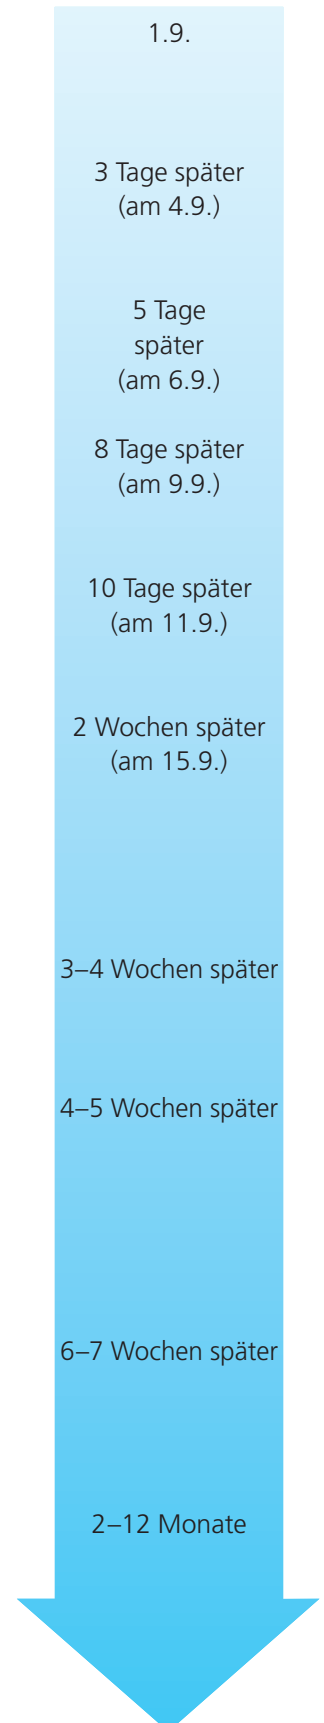 1.9.
3 Tage später
(am 4.9.)
5 Tage
später
(am 6.9.)
8 Tage später
(am 9.9.)
10 Tage später
(am 11.9.)
2 Wochen später
(am 15.9.)
3–4 Wochen später
4–5 Wochen später
6–7 Wochen später
2–12 Monate